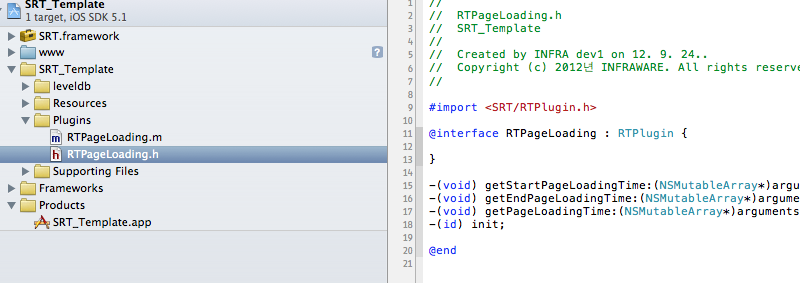 SRT_Template
1 target, iOS SDK 5.1
SRT.framework
www
?
SRT_Template
leveldb
Resources
Plugins
m RTPageLoading.m
h RTPageLoading.h
Supporting Files
Frameworks
Products
SRT_Template.app
1 //
2 // RTPageLoading.h
3 // SRT_Template
4 //
5 // Created by INFRA dev1 on 12. 9. 24..
6 // Copyright (c) 2012년 INFRAWARE. All rights reserve
7 //
8
9 #import <SRT/RTPlugin.h>
10
11 @interface RTPageLoading : RTPlugin {
12
13 }
14
15 -(void) getStartPageLoadingTime:(NSMutableArray*)argu
16 -(void) getEndPageLoadingTime:(NSMutableArray*)argume
17 -(void) getPageLoadingTime:(NSMutableArray*)arguments
18 -(id) init;
19
20 @end
21